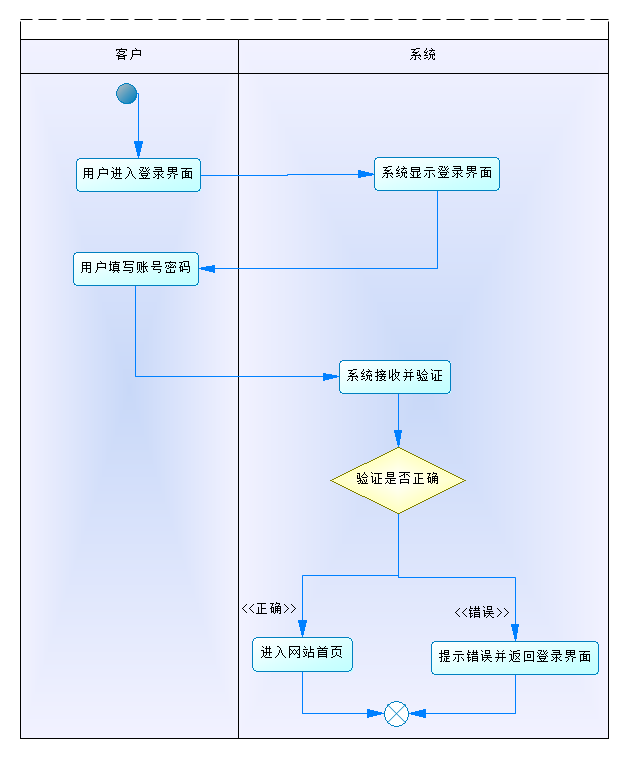 客户
系统
用户进入登录界面
系统显示登录界面
用户填写账号密码
系统接收并验证
验证是否正确
<<正确>>
<<错误>>
进入网站首页
提示错误并返回登录界面